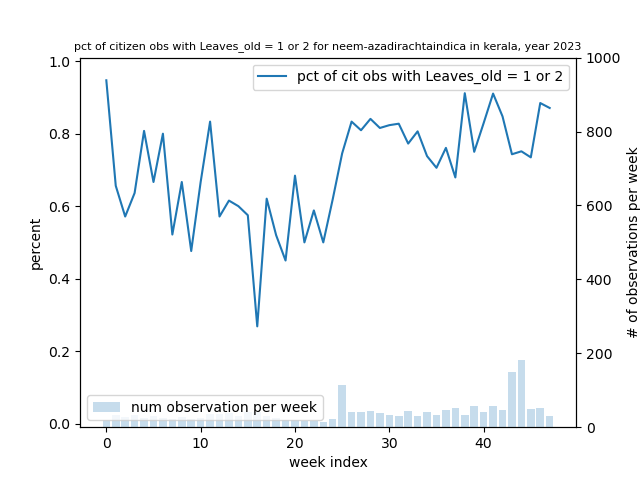 pct of citizen obs with Leaves_old = 1 or 2 for neem-azadirachtaindica in kerala, year 2023
pct of cit obs with Leaves_old = 1 or 2
1.0
0.8
0.6
0.4
0.2
0.0
percent
1000
800
600
400
200
0
# of observations per week
num observation per week
0
10
20
30
40
week index